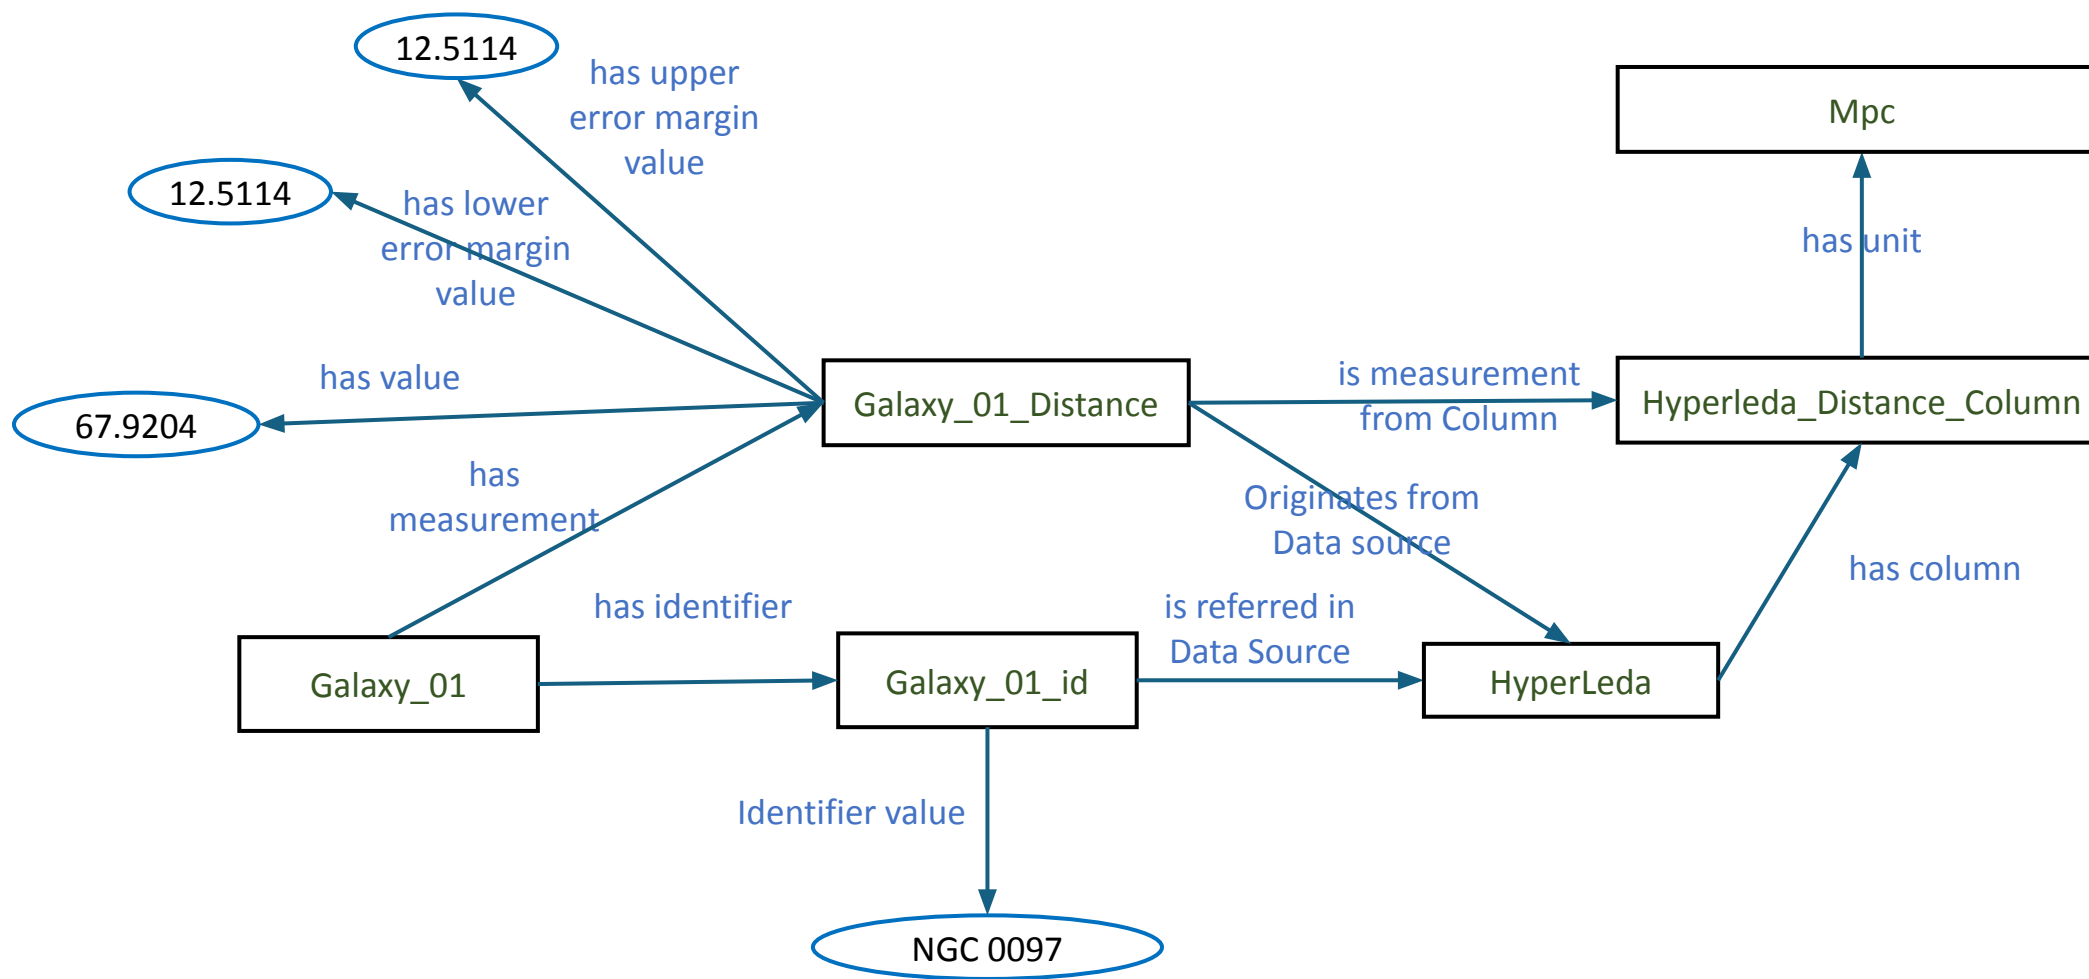 12.5114
has upper
error margin
value
Mpc
12.5114
has lower
error margin
value
has unit
has value
67.9204
Galaxy_01_Distance
is measurement
from Column
Hyperleda_Distance_Column
has
measurement
Originates from
Data source
has column
has identifier
is referred in
Data Source
Galaxy_01
Galaxy_01_id
HyperLeda
Identifier value
NGC 0097